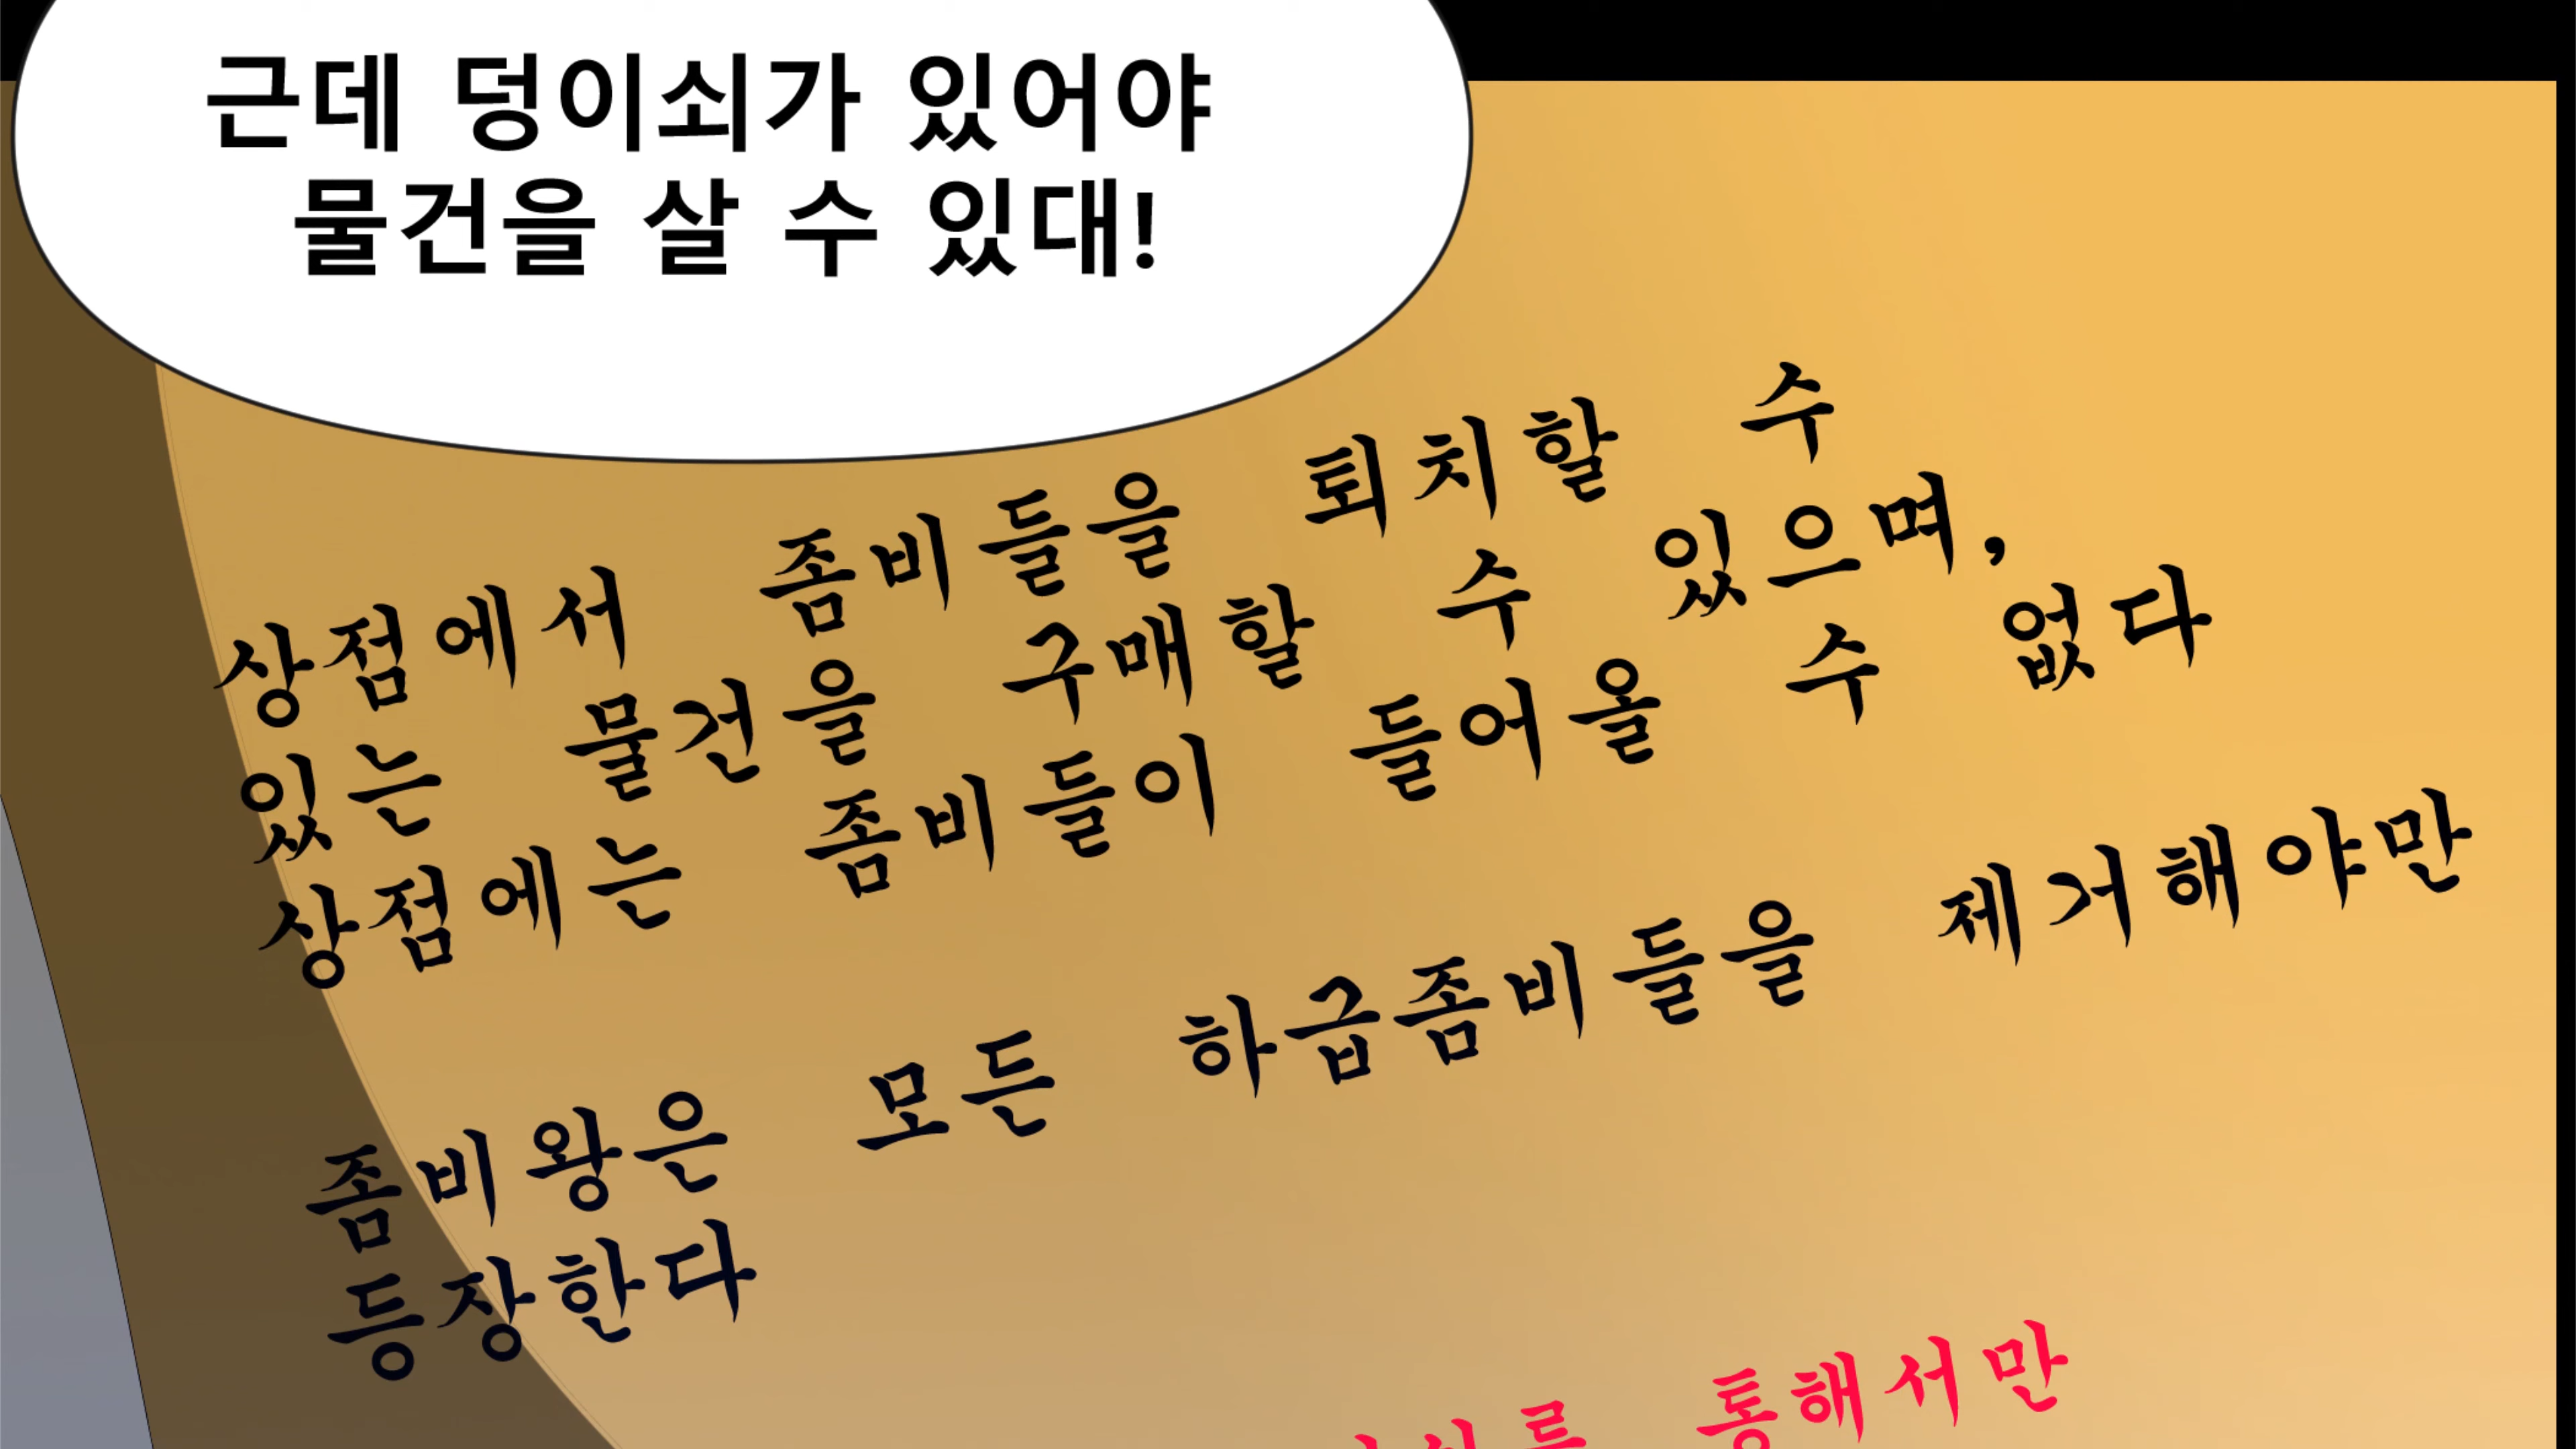 근데 덩이쇠가 있어야
물건을 살 수 있대!
상점에서 좀비들을 퇴치할 수
있는 물건을 구매할 수 있으며,
상점에는 좀비들이 들어올 수 없다
좀비왕은 모든 하급좀비들을 제거해야만
등장한다
통해서만